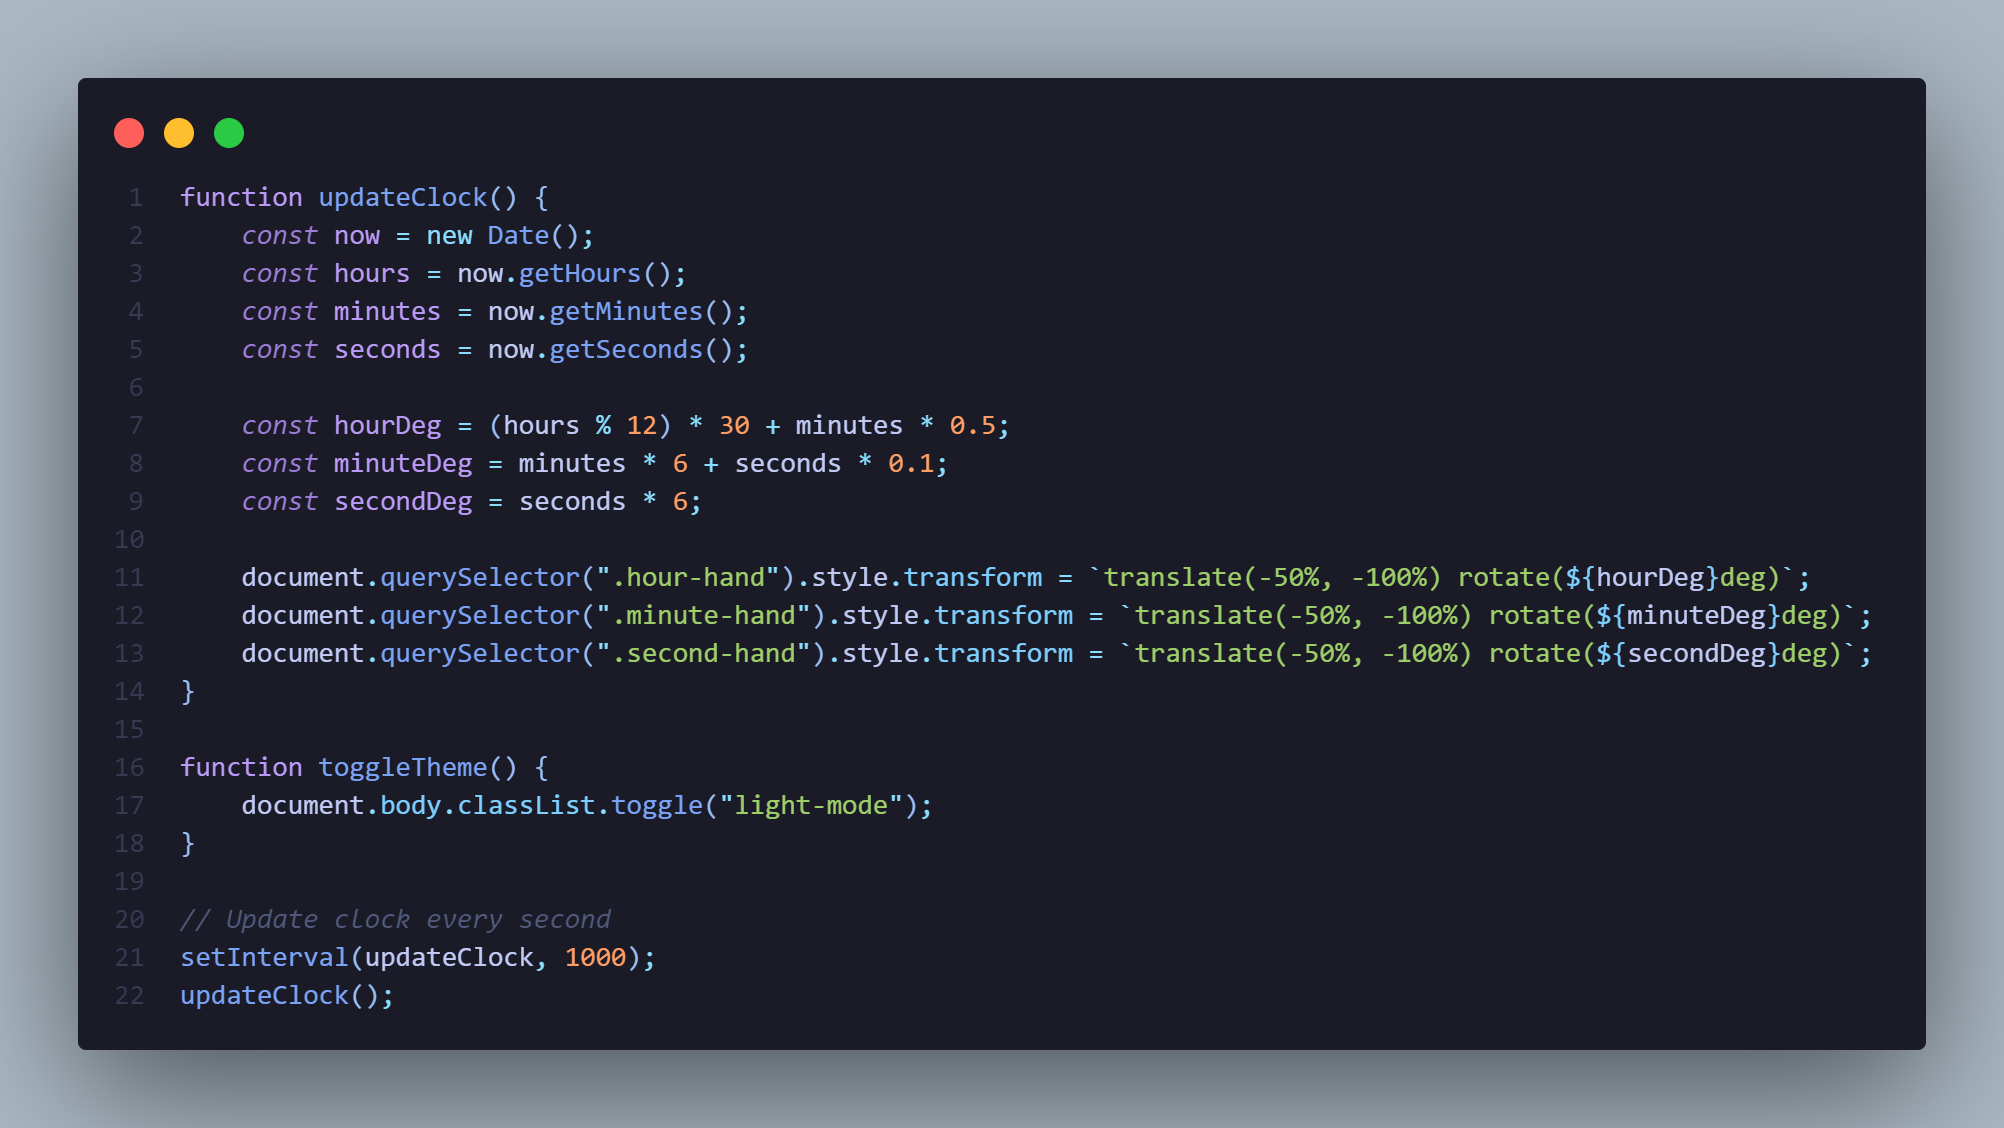 1 function updateClock() {
2     const now = new Date();
3     const hours = now.getHours();
4     const minutes = now.getMinutes();
5     const seconds = now.getSeconds();
6
7     const hourDeg = (hours % 12) * 30 + minutes * 0.5;
8     const minuteDeg = minutes * 6 + seconds * 0.1;
9     const secondDeg = seconds * 6;
10
11     document.querySelector(".hour-hand").style.transform = `translate(-50%, -100%) rotate(${hourDeg}deg)`;
12     document.querySelector(".minute-hand").style.transform = `translate(-50%, -100%) rotate(${minuteDeg}deg)`;
13     document.querySelector(".second-hand").style.transform = `translate(-50%, -100%) rotate(${secondDeg}deg)`;
14 }
15
16 function toggleTheme() {
17     document.body.classList.toggle("light-mode");
18 }
19
20 // Update clock every second
21 setInterval(updateClock, 1000);
22 updateClock();